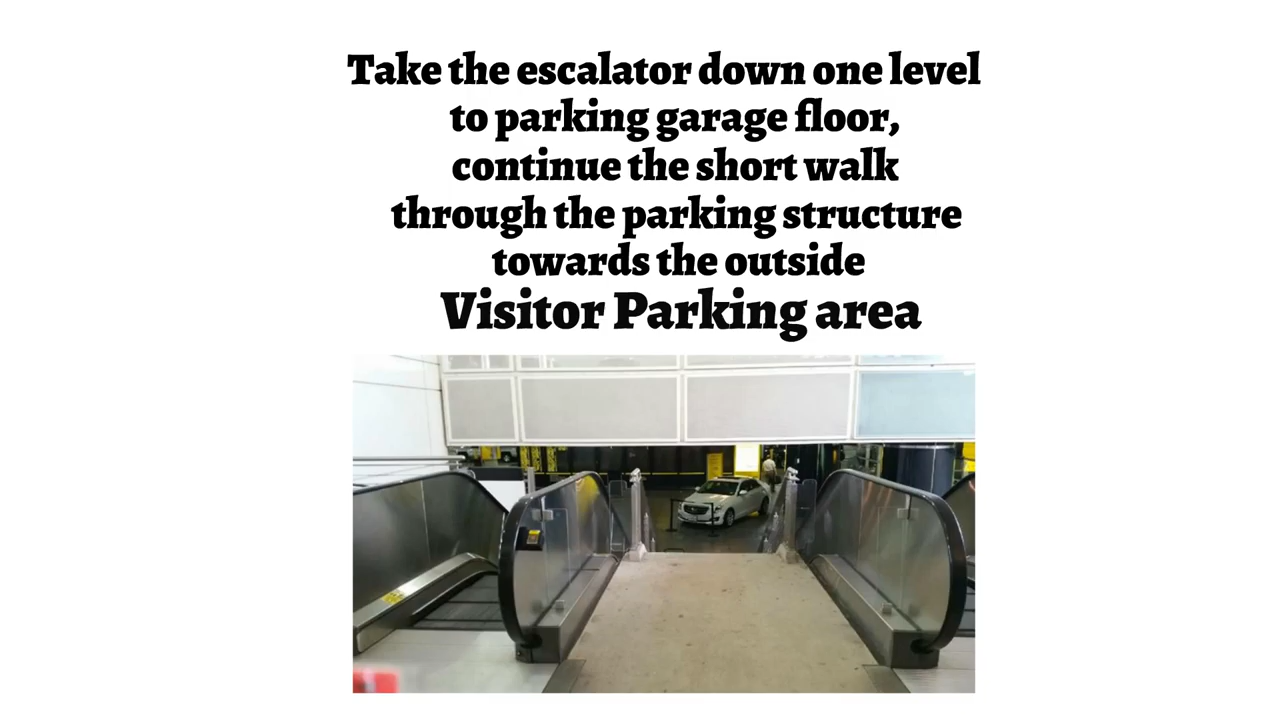 Take the escalator down one level
to parking garage floor,
continue the short walk
through the parking structure
towards the outside
Visitor Parking area